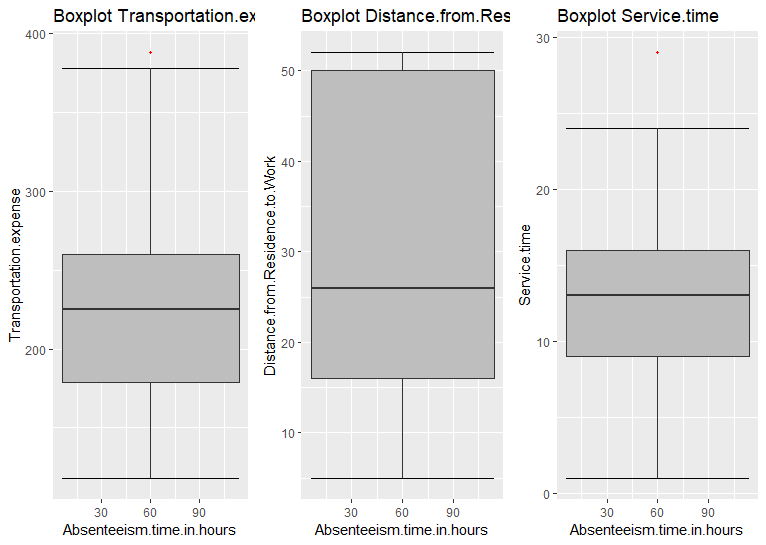 Boxplot Transportation.ex
400
300
200
Transportation.expense
30 60 90
Absenteeism.time.in.hours
Boxplot Distance.from.Res
50
40
30
20
10
Distance.from.Residence.to.Work
30 60 90
Absenteeism.time.in.hours
Boxplot Service.time
30
20
10
0
Service.time
30 60 90
Absenteeism.time.in.hours